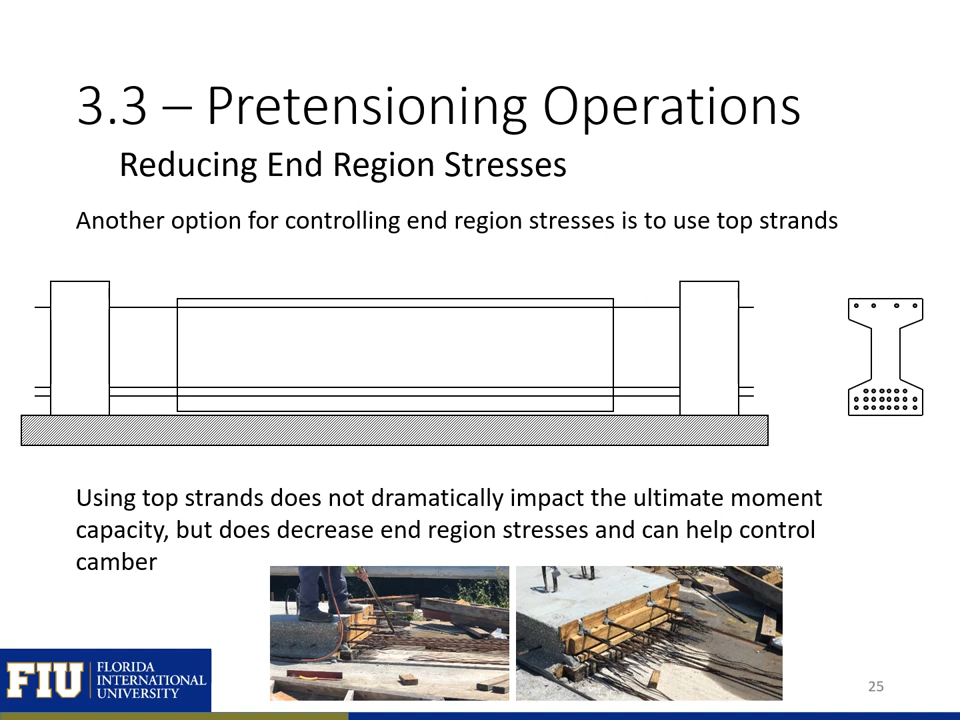 3.3 – Pretensioning Operations
Reducing End Region Stresses
Another option for controlling end region stresses is to use top strands
Using top strands does not dramatically impact the ultimate moment
capacity, but does decrease end region stresses and can help control
camber
FIU
FLORIDA
INTERNATIONAL
UNIVERSITY
25